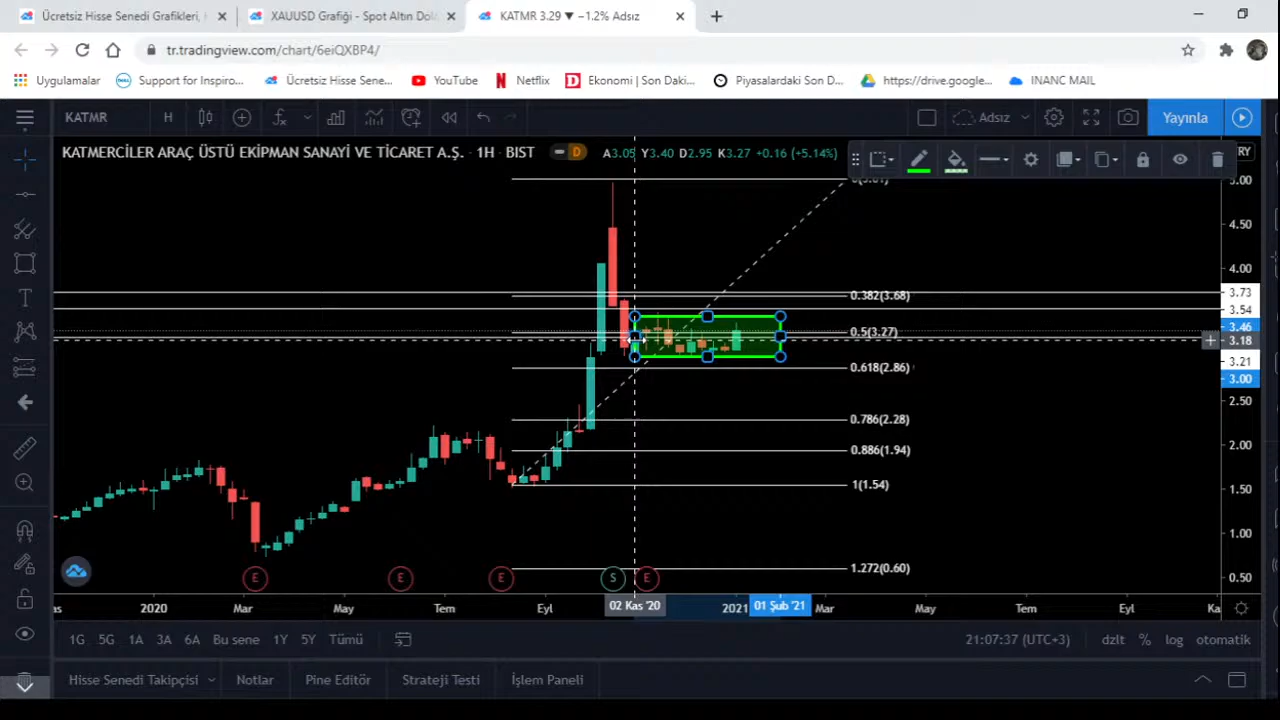 Ücretsiz Hisse Senedi Grafikleri,
XAUUSD Grafiği - Spot Altın Dola
KATMR 3.29 ▼ −1.2% Adsız
tr.tradingview.com/chart/6eiQXBP4/
Uygulamalar
Support for Inspiro...
Ücretsiz Hisse Sene...
YouTube
Netflix
Ekonomi | Son Daki...
Piyasalardaki Son D...
https://drive.google...
INANC MAIL
KATMR
H
Adsız
Yayınla
KATMERCİLER ARAÇ ÜSTÜ EKİPMAN SANAYİ VE TİCARET A.Ş. · 1H · BIST
D
A3.05 Y3.40 D2.95 K3.27 +0.16 (+5.14%)
RY
5.00
4.50
4.00
0.382(3.68)
3.73
3.54
3.46
0.5(3.27)
3.18
3.21
0.618(2.86)
3.00
2.50
0.786(2.28)
2.00
0.886(1.94)
1(1.54)
1.50
1.00
1.272(0.60)
0.50
E
E
E
S
E
2020
Mar
May
Tem
Eyl
02 Kas '20
2021
01 Şub '21
Mar
May
Tem
Eyl
Ka
1G
5G
1A
3A
6A
Bu sene
1Y
5Y
Tümü
21:07:37 (UTC+3)
dzlt
%
log
otomatik
Hisse Senedi Takipçisi
Notlar
Pine Editör
Strateji Testi
İşlem Paneli